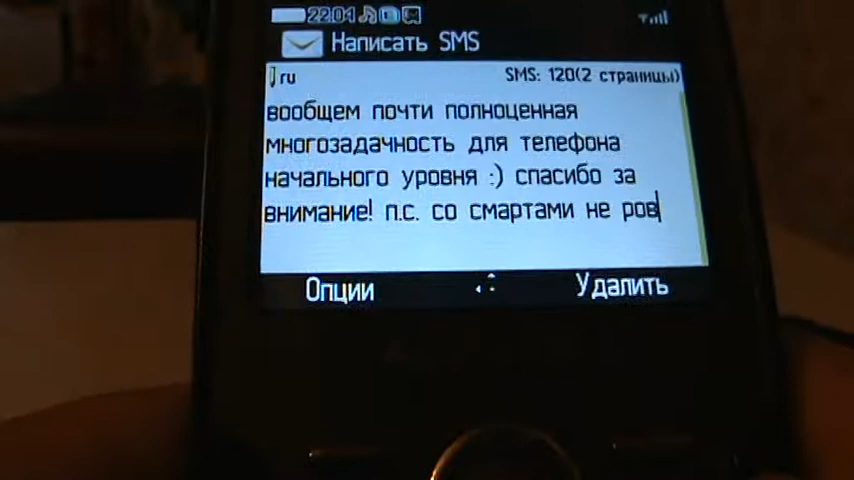 22:04
Написать SMS
ru SMS: 120(2 страницы)
вообщем почти полноценная
многозадачность для телефона
начального уровня :) спасибо за
внимание! п.с. со смартами не ров
Опции Удалить